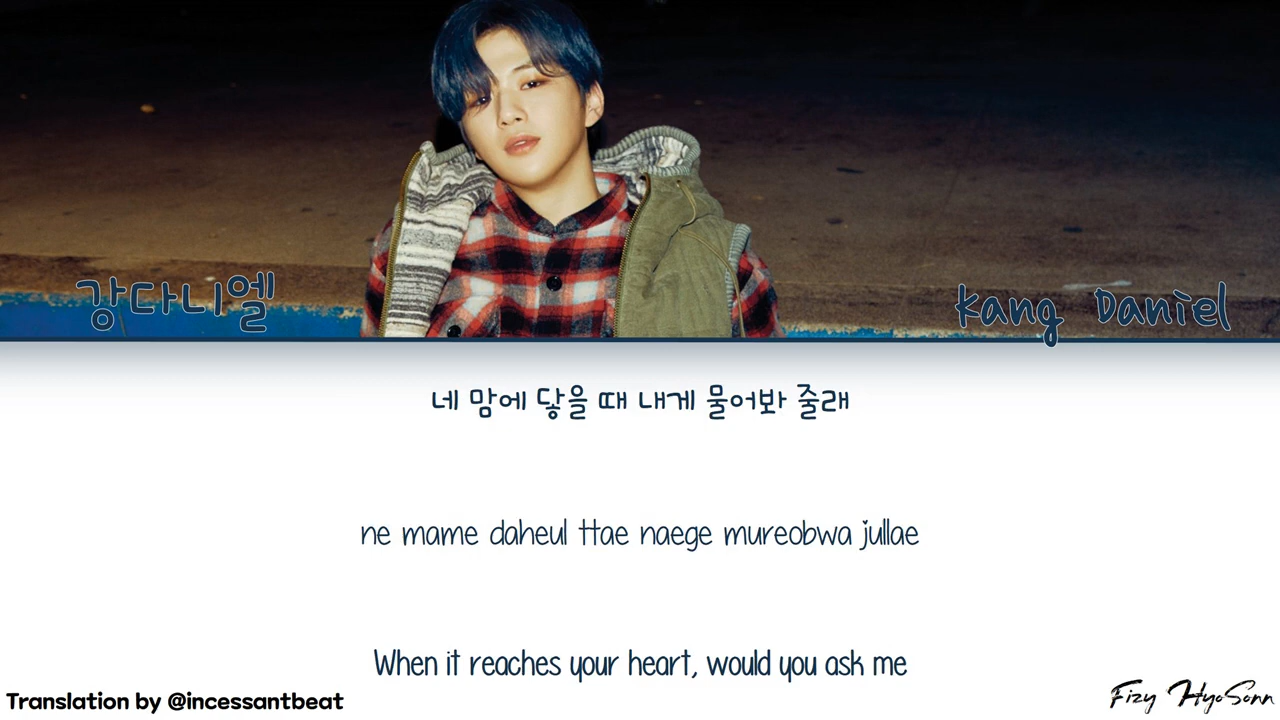 강다니엘
Kang Daniel
네 맘에 닿을 때 내게 물어봐 줄래
ne mame daheul ttae naege mureobwa jullae
When it reaches your heart, would you ask me
Translation by @incessantbeat
Fizy HyoSonn